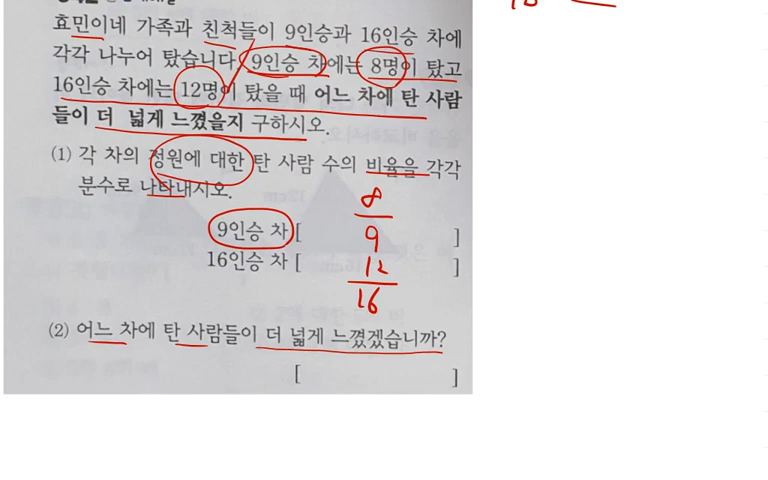 효민이네 가족과 친척들이 9인승과 16인승 차에
각각 나누어 탔습니다. 9인승 차에는 8명이 탔고
16인승 차에는 12명이 탔을 때 어느 차에 탄 사람
들이 더 넓게 느꼈을지 구하시오.
(1) 각 차의 정원에 대한 탄 사람 수의 비율을 각각
분수로 나타내시오.
9인승 차 [ 8/9 ]
16인승 차 [ 12/16 ]
(2) 어느 차에 탄 사람들이 더 넓게 느꼈겠습니까?
[ ]